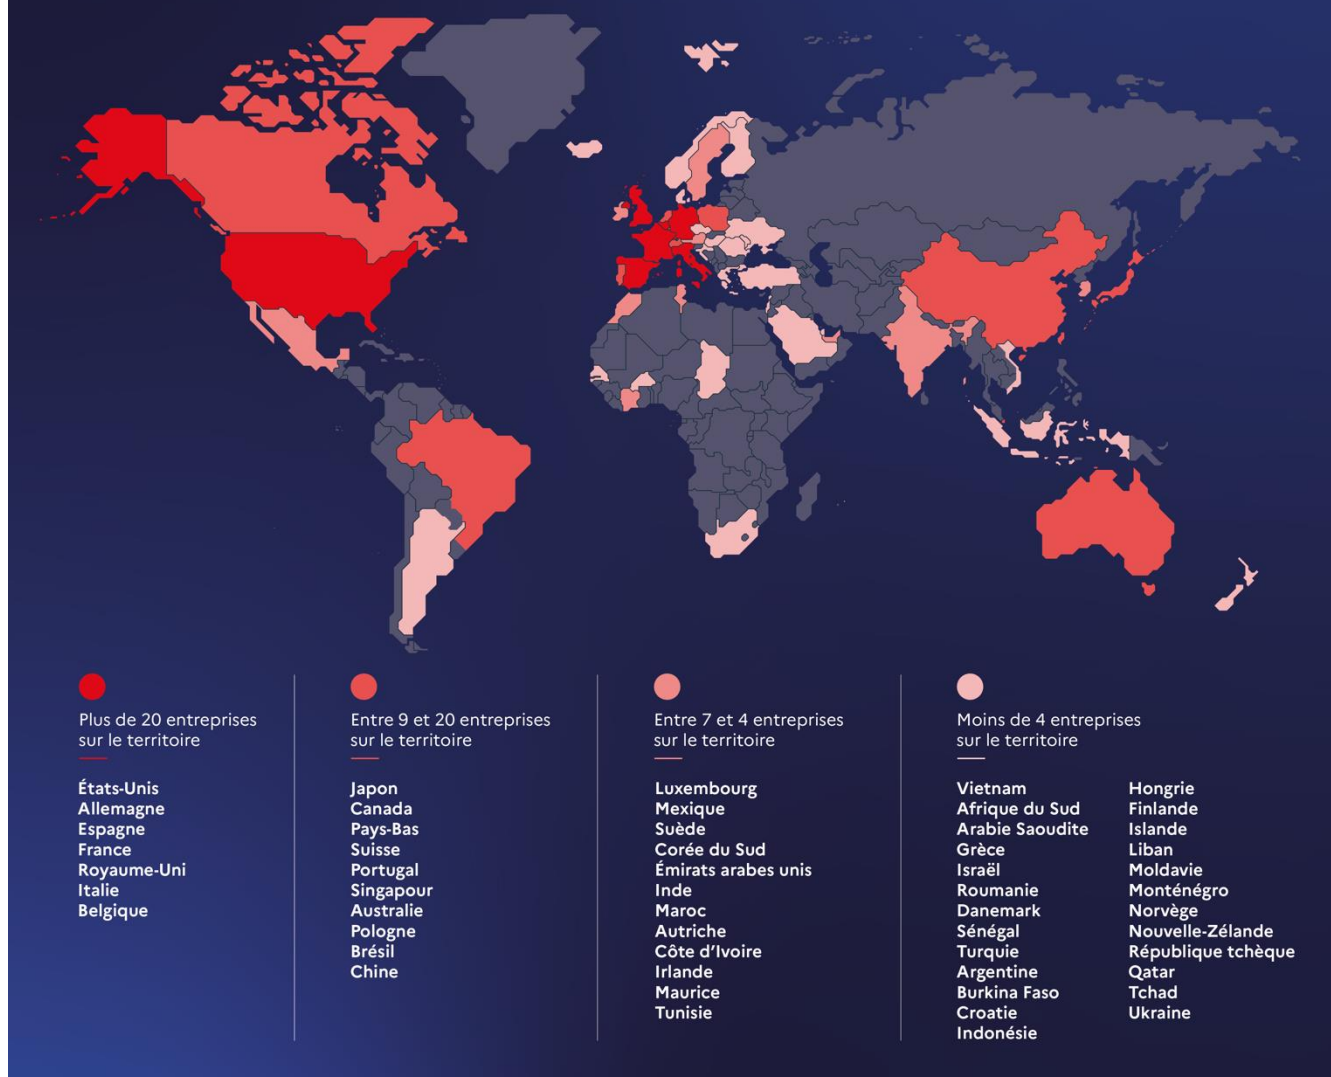 Plus de 20 entreprises
sur le territoire
États-Unis
Allemagne
Espagne
France
Royaume-Uni
Italie
Belgique
Entre 9 et 20 entreprises
sur le territoire
Japon
Canada
Pays-Bas
Suisse
Portugal
Singapour
Australie
Pologne
Brésil
Chine
Entre 7 et 4 entreprises
sur le territoire
Luxembourg
Mexique
Suède
Corée du Sud
Émirats arabes unis
Inde
Maroc
Autriche
Côte d’Ivoire
Irlande
Maurice
Tunisie
Moins de 4 entreprises
sur le territoire
Vietnam
Afrique du Sud
Arabie Saoudite
Grèce
Israël
Roumanie
Danemark
Sénégal
Turquie
Argentine
Burkina Faso
Croatie
Indonésie
Hongrie
Finlande
Islande
Liban
Moldavie
Monténégro
Norvège
Nouvelle-Zélande
République tchèque
Qatar
Tchad
Ukraine